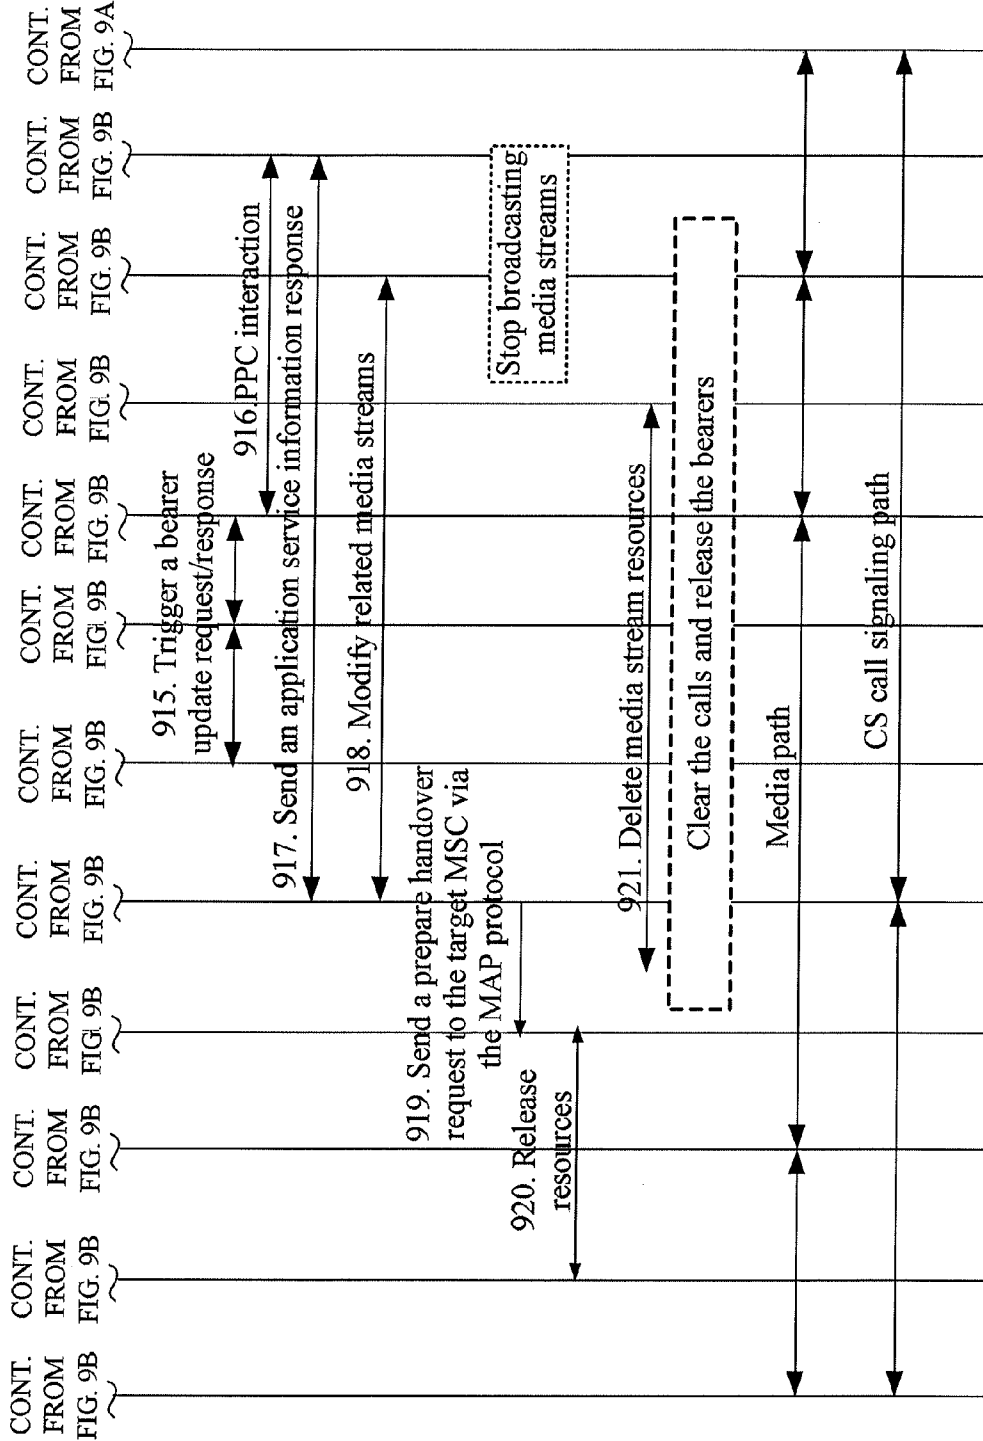 CONT.
FROM
FIG. 9B
CONT.
FROM
FIG. 9B
CONT.
FROM
FIG. 9B
CONT.
FROM
FIG. 9B
CONT.
FROM
FIG. 9B
CONT.
FROM
FIG. 9B
CONT.
FROM
FIG. 9B
CONT.
FROM
FIG. 9B
CONT.
FROM
FIG. 9B
CONT.
FROM
FIG. 9B
CONT.
FROM
FIG. 9B
CONT.
FROM
FIG. 9A
915. Trigger a bearer
update request/response
916.PPC interaction
917. Send an application service information response
918. Modify related media streams
919. Send a prepare handover
request to the target MSC via
the MAP protocol
Stop broadcasting
media streams
920. Release
resources
921. Delete media stream resources
Clear the calls and release the bearers
Media path
CS call signaling path